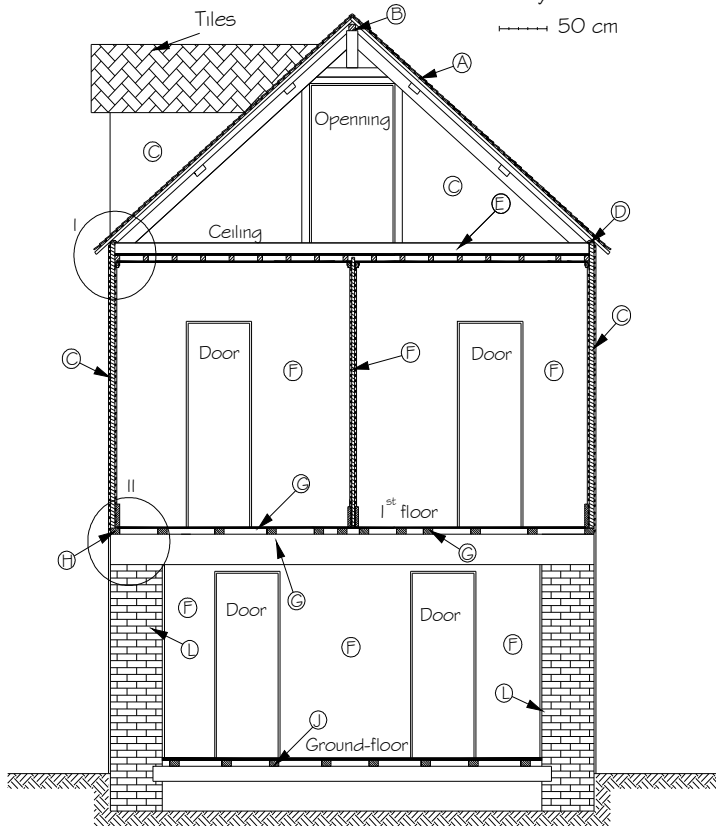 Tiles
B
50 cm
A
Openning
C
C
E
D
I
Ceiling
C
C
Door
F
F
Door
F
II
G
1st floor
H
G
G
F
Door
F
Door
F
L
L
J
Ground-floor